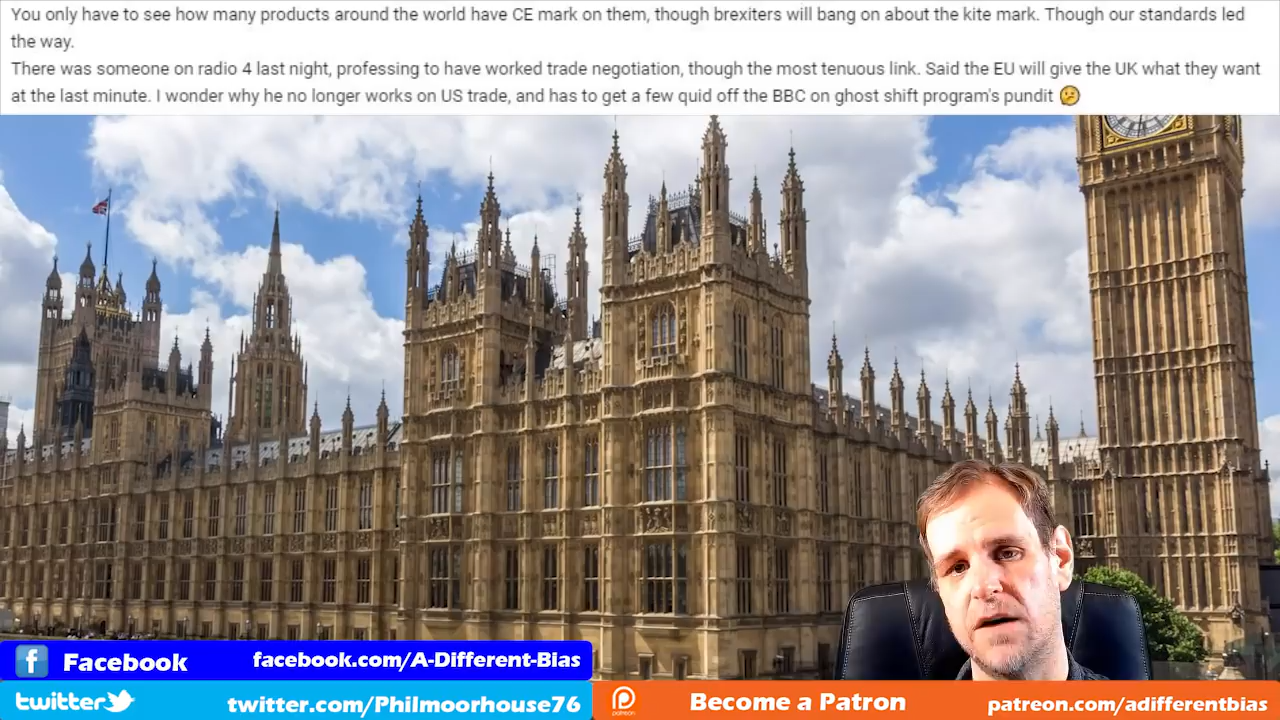 You only have to see how many products around the world have CE mark on them, though brexiters will bang on about the kite mark. Though our standards led
the way.
There was someone on radio 4 last night, professing to have worked trade negotiation, though the most tenuous link. Said the EU will give the UK what they want
at the last minute. I wonder why he no longer works on US trade, and has to get a few quid off the BBC on ghost shift program's pundit 🤔
f Facebook facebook.com/A-Different-Bias
twitter twitter.com/Philmoorhouse76
Become a Patron patreon.com/adifferentbias